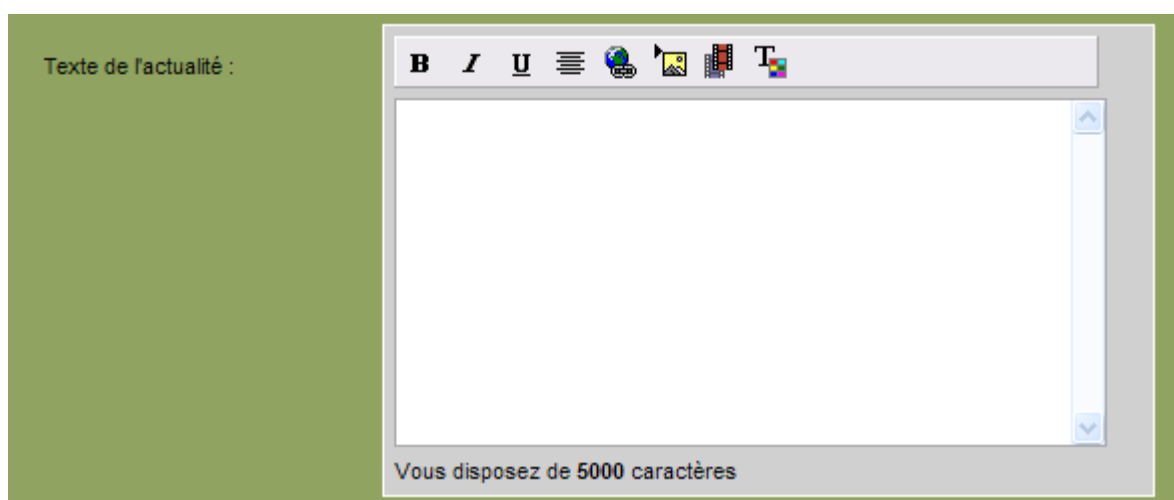 Texte de l'actualité :
B I U T
Vous disposez de 5000 caractères